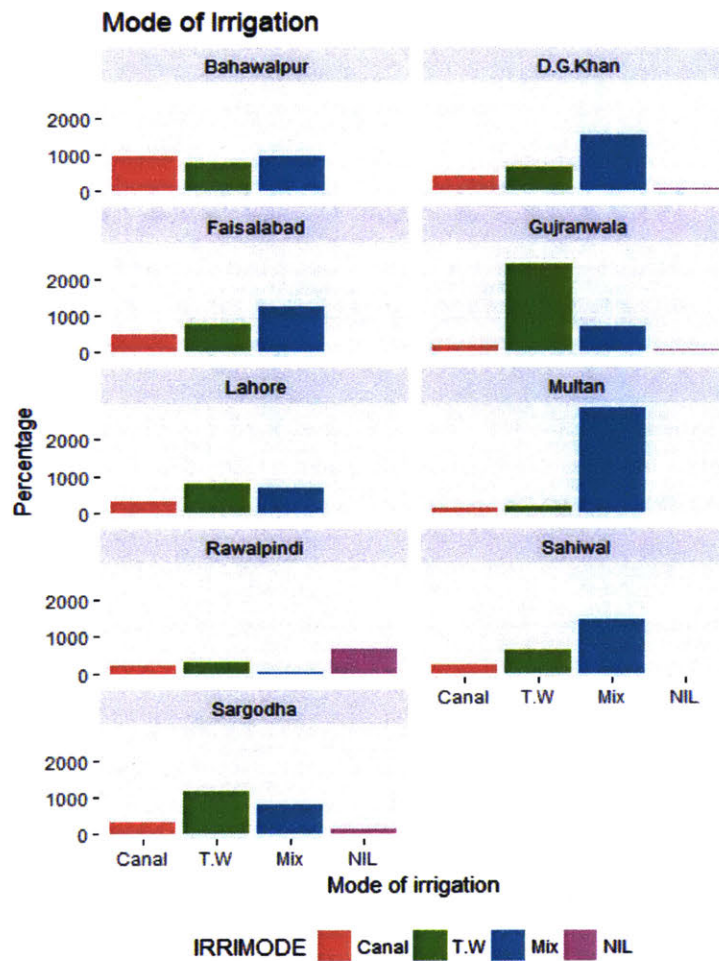 Mode of Irrigation
Bahawalpur
D.G.Khan
2000
1000
0
Faisalabad
Gujranwala
2000
1000
0
Lahore
Multan
2000
1000
0
Rawalpindi
Sahiwal
2000
1000
0
Canal T.W Mix NIL
Sargodha
2000
1000
0
Canal T.W Mix NIL
Percentage
Mode of irrigation
IRRIMODE Canal T.W Mix NIL